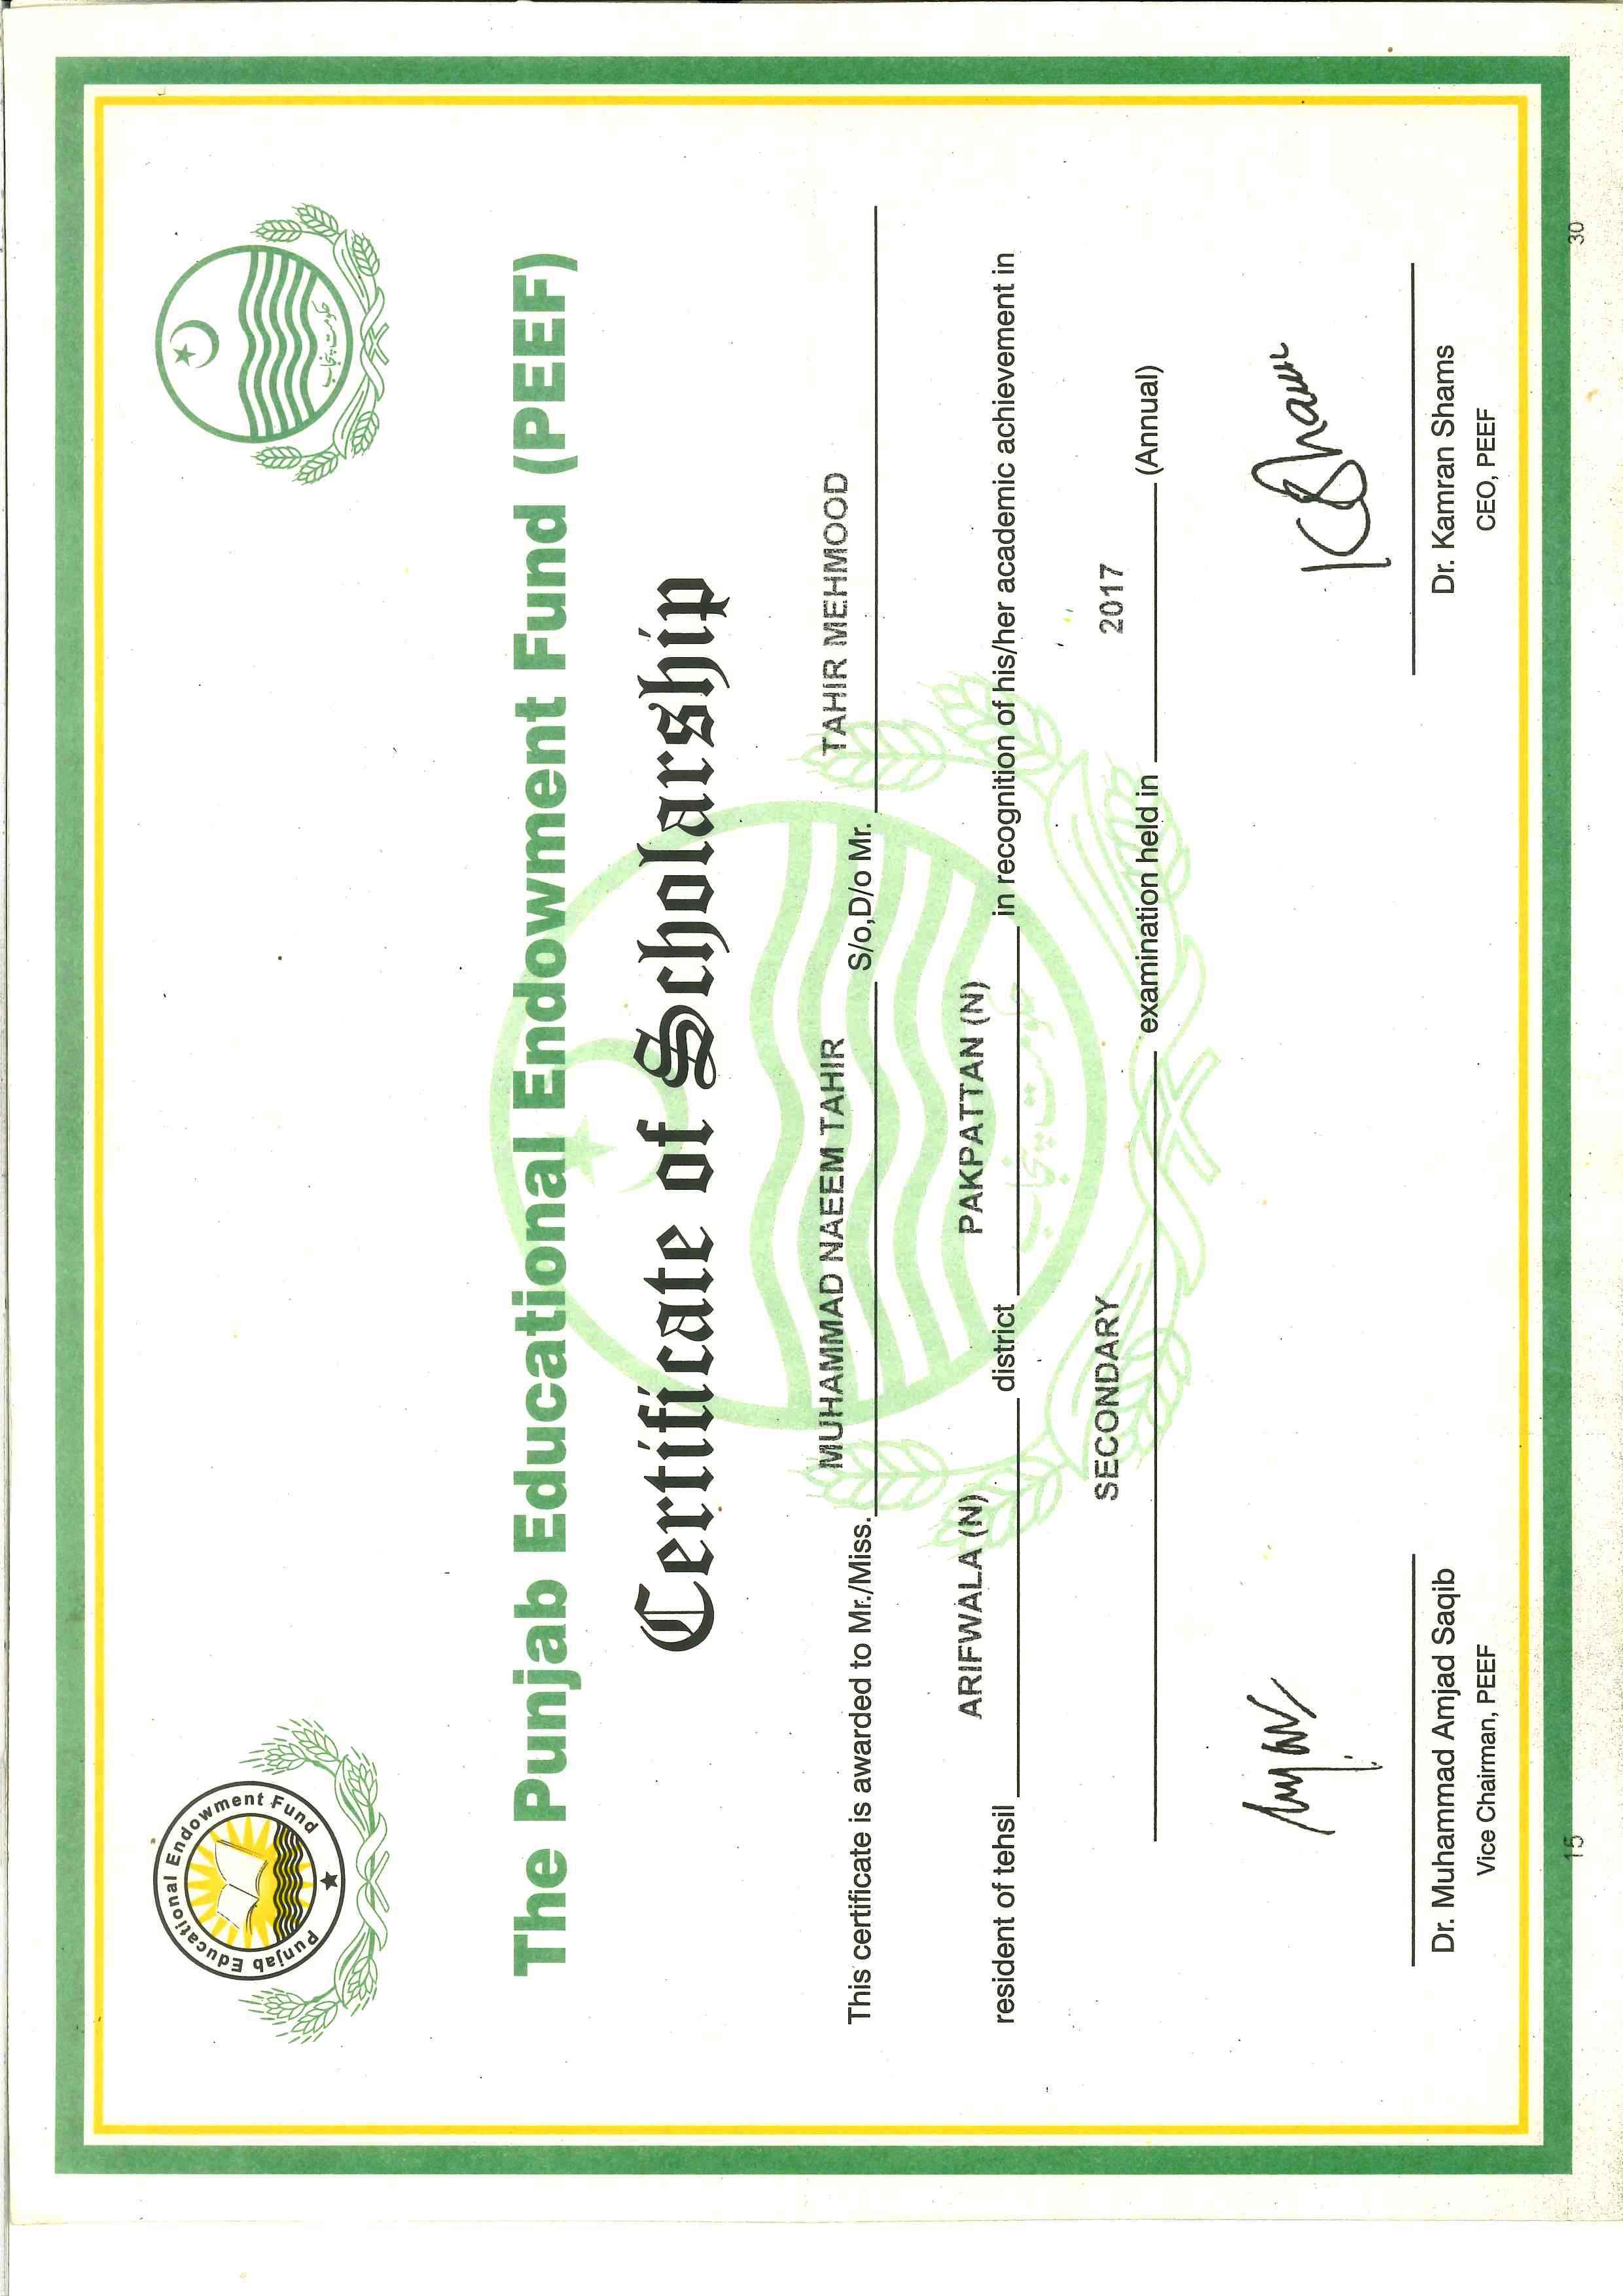 Punjab Educational Endowment Fund
حکومت پنجاب
The Punjab Educational Endowment Fund (PEEF)
Certificate of Scholarship
This certificate is awarded to Mr./Miss. MUHAMMAD NAEEM TAHIR S/o,D/o Mr. TAHIR MEHMOOD
resident of tehsil ARIFWALA (N) district PAKPATTAN (N) in recognition of his/her academic achievement in
حکومت پنجاب
SECONDARY examination held in 2017 (Annual)
KShams
Dr. Muhammad Amjad Saqib Dr. Kamran Shams
Vice Chairman, PEEF CEO, PEEF
15 30